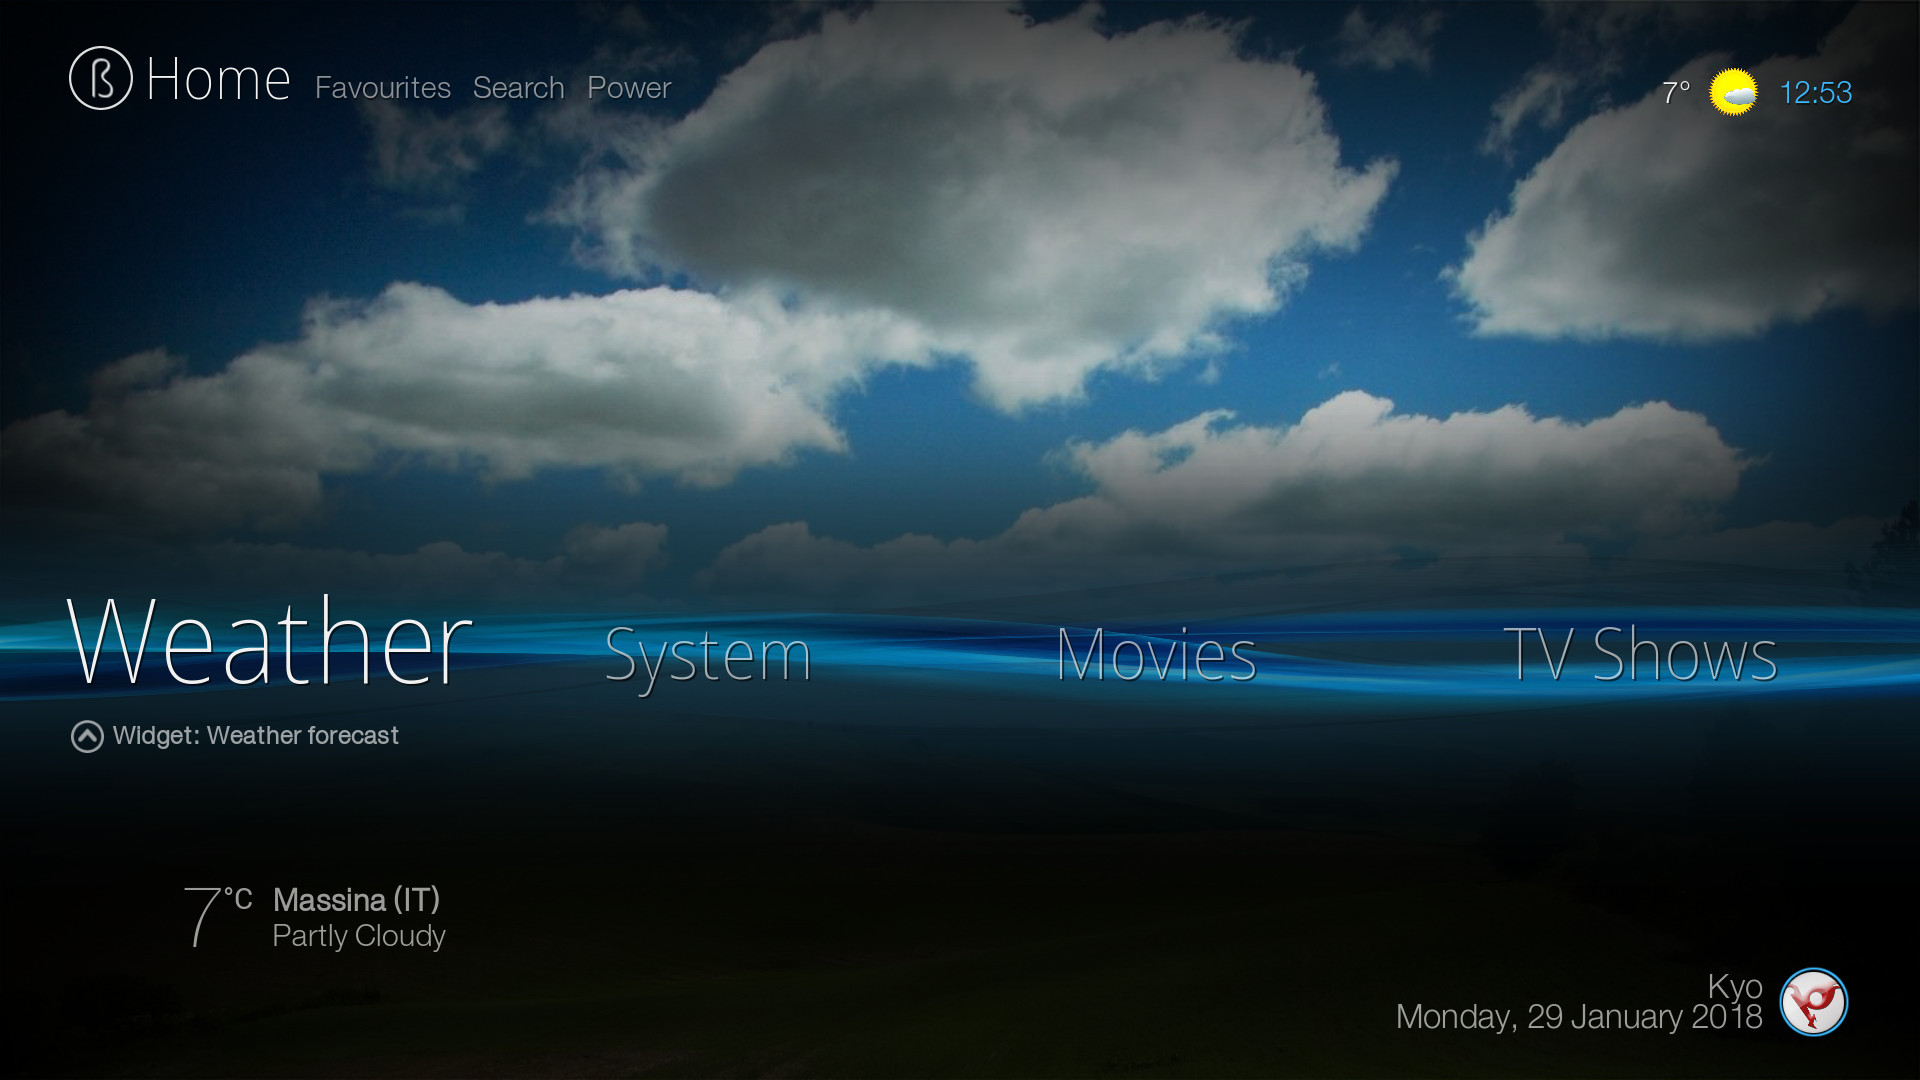 ß Home Favourites Search Power
7° 12:53
Weather System Movies TV Shows
Widget: Weather forecast
7°C Massina (IT)
Partly Cloudy
Kyo
Monday, 29 January 2018